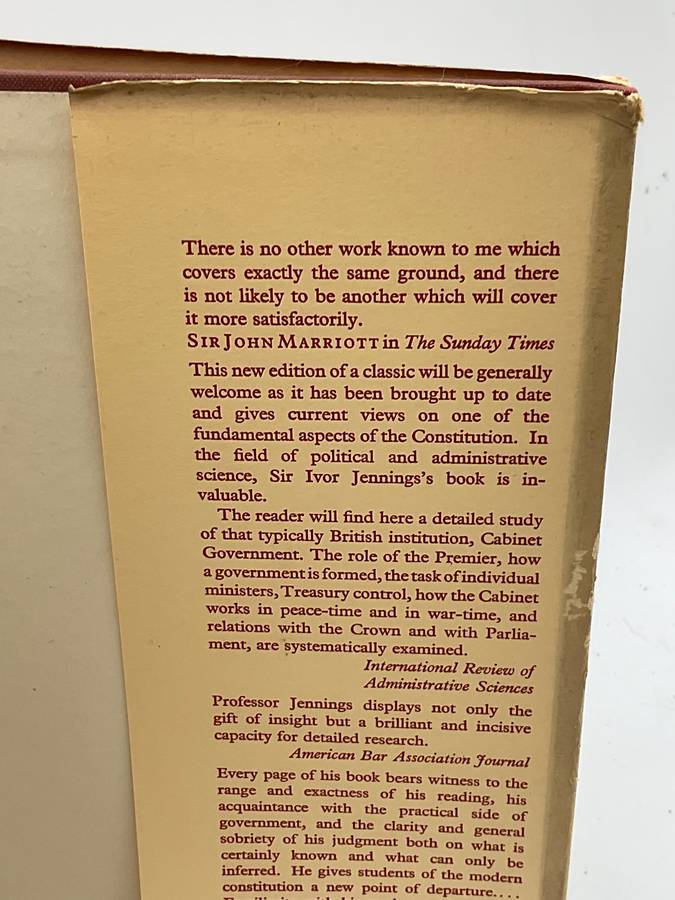 There is no other work known to me which
covers exactly the same ground, and there
is not likely to be another which will cover
it more satisfactorily.
SIR JOHN MARRIOTT in The Sunday Times
This new edition of a classic will be generally
welcome as it has been brought up to date
and gives current views on one of the
fundamental aspects of the Constitution. In
the field of political and administrative
science, Sir Ivor Jennings's book is in-
valuable.
The reader will find here a detailed study
of that typically British institution, Cabinet
Government. The role of the Premier, how
a government is formed, the task of individual
ministers, Treasury control, how the Cabinet
works in peace-time and in war-time, and
relations with the Crown and with Parlia-
ment, are systematically examined.
International Review of
Administrative Sciences
Professor Jennings displays not only the
gift of insight but a brilliant and incisive
capacity for detailed research.
American Bar Association Journal
Every page of his book bears witness to the
range and exactness of his reading, his
acquaintance with the practical side of
government, and the clarity and general
sobriety of his judgment both on what is
certainly known and what can only be
inferred. He gives students of the modern
constitution a new point of departure....